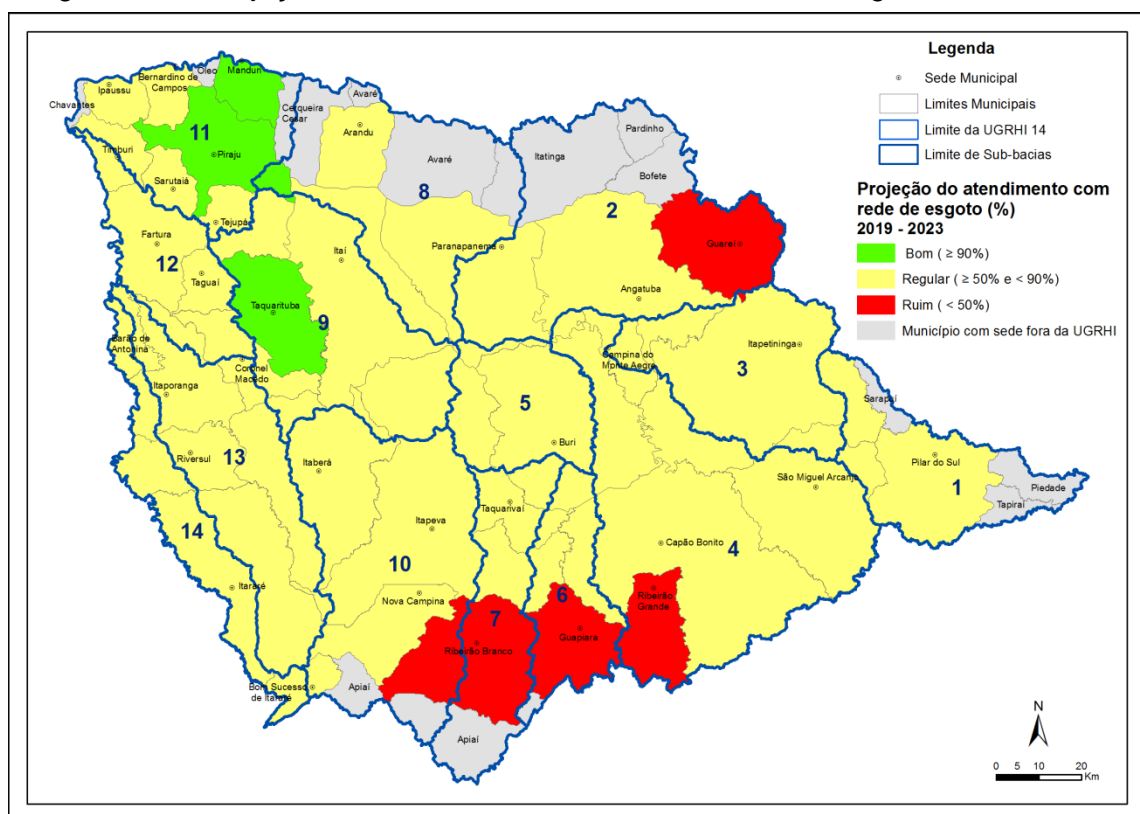 Legenda
Sede Municipal
Limites Municipais
Limite da UGRHI 14
Limite de Sub-bacias
Projeção do atendimento com
rede de esgoto (%)
2019 - 2023
Bom ( ≥ 90%)
Regular ( ≥ 50% e < 90%)
Ruim ( < 50%)
Município com sede fora da UGRHI
Chavantes
Ipaussu
Bernardino de
Campos
Óleo
Manduri
Cerqueira
Cesar
Avaré
Arandu
11
Piraju
Timburi
Sarutaiá
Tejupá
Avaré
8
Itatinga
Pardinho
Bofete
2
Guareí
Paranapanema
Angatuba
Fartura
12
Taguaí
Itaí
Taquarituba
9
Barão de
Antonina
Coronel
Macedo
Itaporanga
Campina do
Monte Alegre
Itapetininga
3
5
Buri
Sarapuí
Pilar do Sul
1
Piedade
Tapiraí
São Miguel Arcanjo
Riversul
13
Itaberá
14
Itararé
Itapeva
10
Nova Campina
Taquarivaí
Capão Bonito
4
Ribeirão
Grande
6
Guapiara
7
Ribeirão Branco
Bom Sucesso
de Itararé
Apiaí
Apiaí
N
0 5 10 20
Km